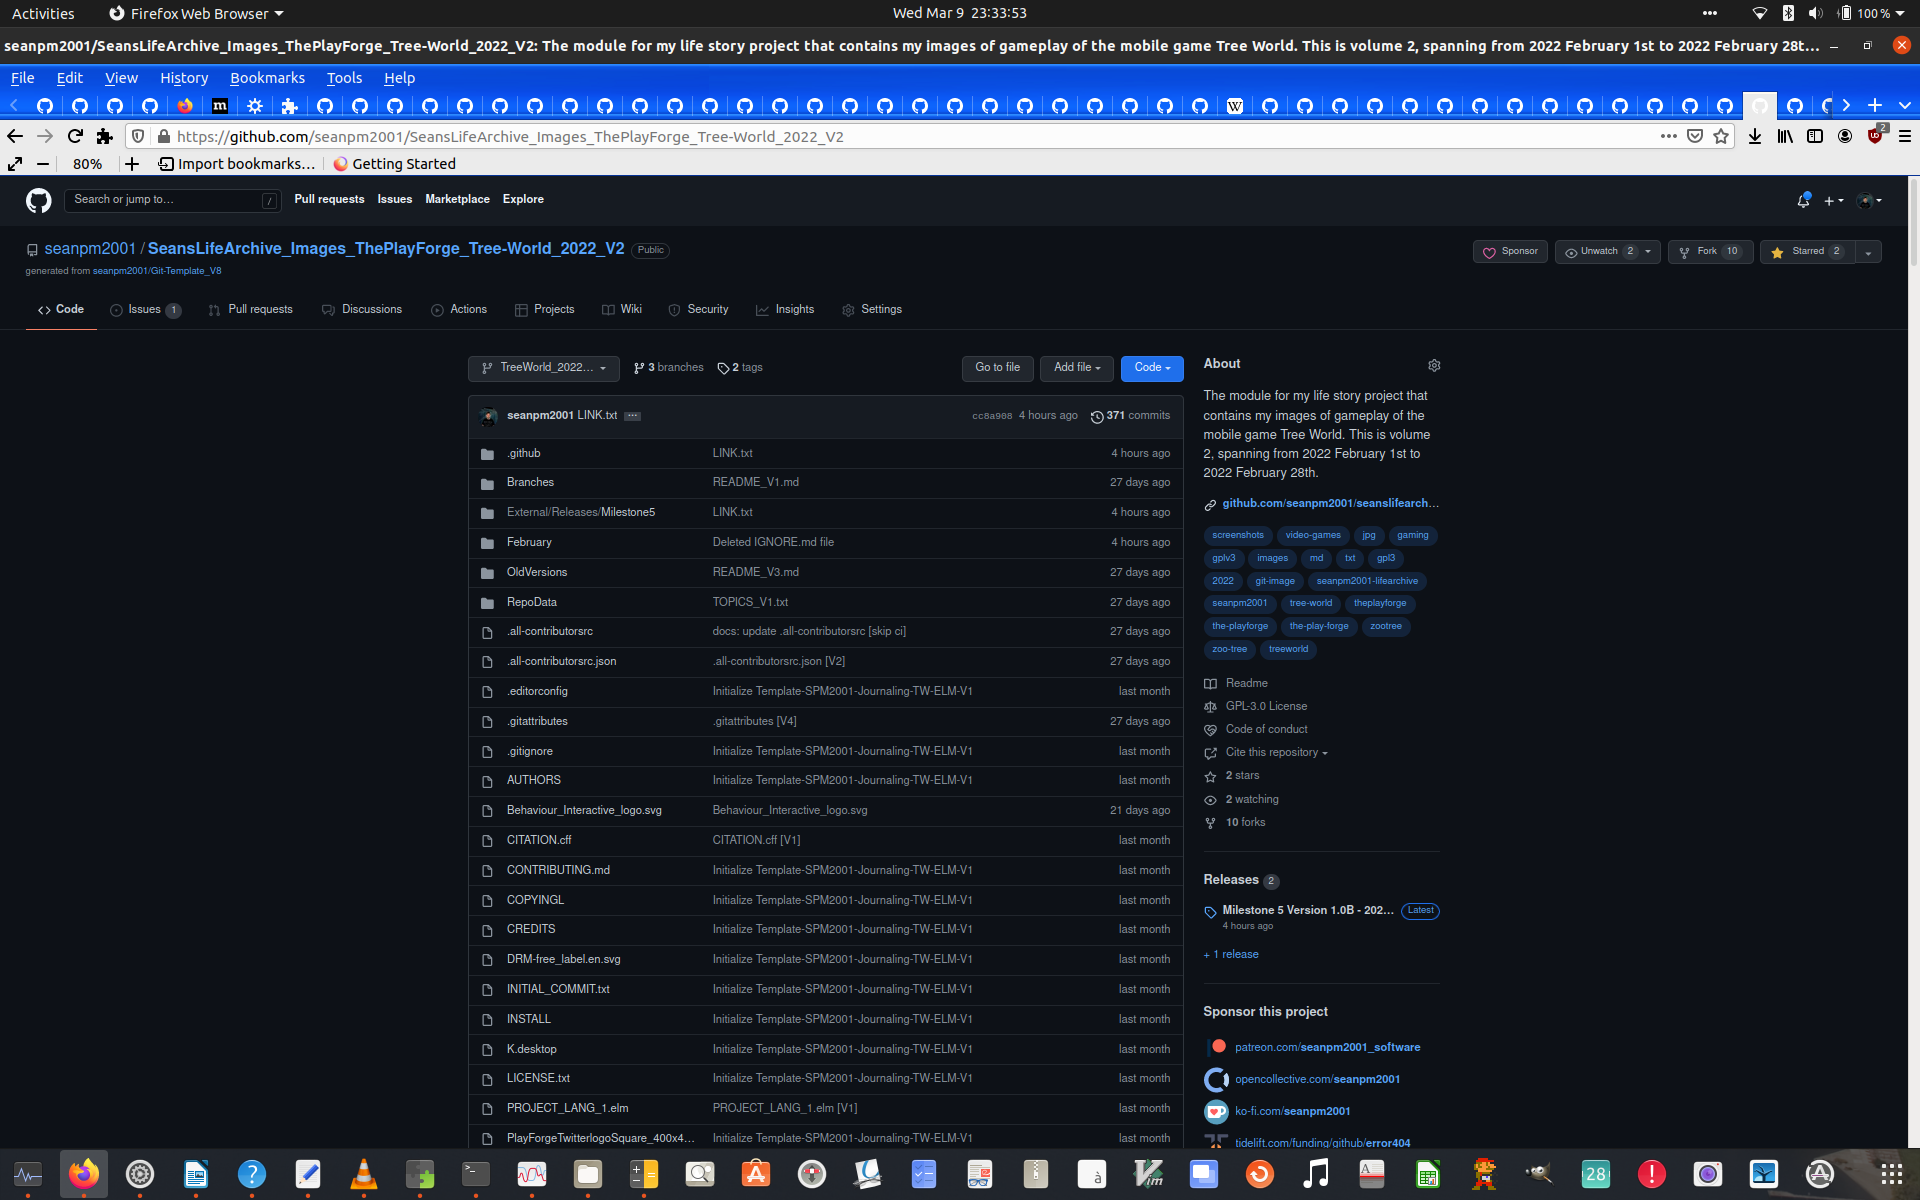 Activities Firefox Web Browser Wed Mar 9 23:33:53 100 %
seanpm2001/SeansLifeArchive_Images_ThePlayForge_Tree-World_2022_V2: The module for my life story project that contains my images of gameplay of the mobile game Tree World. This is volume 2, spanning from 2022 February 1st to 2022 February 28t…
File Edit View History Bookmarks Tools Help
m W
https://github.com/seanpm2001/SeansLifeArchive_Images_ThePlayForge_Tree-World_2022_V2 2
80% Import bookmarks… Getting Started
Search or jump to… / Pull requests Issues Marketplace Explore
seanpm2001 / SeansLifeArchive_Images_ThePlayForge_Tree-World_2022_V2 Public Sponsor Unwatch 2 Fork 10 Starred 2
generated from seanpm2001/Git-Template_V8
Code Issues 1 Pull requests Discussions Actions Projects Wiki Security Insights Settings
TreeWorld_2022… 3 branches 2 tags Go to file Add file Code
seanpm2001 LINK.txt … cc8a908 4 hours ago 371 commits
.github LINK.txt 4 hours ago
Branches README_V1.md 27 days ago
External/Releases/Milestone5 LINK.txt 4 hours ago
February Deleted IGNORE.md file 4 hours ago
OldVersions README_V3.md 27 days ago
RepoData TOPICS_V1.txt 27 days ago
.all-contributorsrc docs: update .all-contributorsrc [skip ci] 27 days ago
.all-contributorsrc.json .all-contributorsrc.json [V2] 27 days ago
.editorconfig Initialize Template-SPM2001-Journaling-TW-ELM-V1 last month
.gitattributes .gitattributes [V4] 27 days ago
.gitignore Initialize Template-SPM2001-Journaling-TW-ELM-V1 last month
AUTHORS Initialize Template-SPM2001-Journaling-TW-ELM-V1 last month
Behaviour_Interactive_logo.svg Behaviour_Interactive_logo.svg 21 days ago
CITATION.cff CITATION.cff [V1] last month
CONTRIBUTING.md Initialize Template-SPM2001-Journaling-TW-ELM-V1 last month
COPYINGL Initialize Template-SPM2001-Journaling-TW-ELM-V1 last month
CREDITS Initialize Template-SPM2001-Journaling-TW-ELM-V1 last month
DRM-free_label.en.svg Initialize Template-SPM2001-Journaling-TW-ELM-V1 last month
INITIAL_COMMIT.txt Initialize Template-SPM2001-Journaling-TW-ELM-V1 last month
INSTALL Initialize Template-SPM2001-Journaling-TW-ELM-V1 last month
K.desktop Initialize Template-SPM2001-Journaling-TW-ELM-V1 last month
LICENSE.txt Initialize Template-SPM2001-Journaling-TW-ELM-V1 last month
PROJECT_LANG_1.elm PROJECT_LANG_1.elm [V1] last month
PlayForgeTwitterlogoSquare_400x4… Initialize Template-SPM2001-Journaling-TW-ELM-V1 last month
About
The module for my life story project that
contains my images of gameplay of the
mobile game Tree World. This is volume
2, spanning from 2022 February 1st to
2022 February 28th.
github.com/seanpm2001/seanslifearch…
screenshots video-games jpg gaming
gplv3 images md txt gpl3
2022 git-image seanpm2001-lifearchive
seanpm2001 tree-world theplayforge
the-playforge the-play-forge zootree
zoo-tree treeworld
Readme
GPL-3.0 License
Code of conduct
Cite this repository
2 stars
2 watching
10 forks
Releases 2
Milestone 5 Version 1.0B - 202… Latest
4 hours ago
+ 1 release
Sponsor this project
patreon.com/seanpm2001_software
opencollective.com/seanpm2001
ko-fi.com/seanpm2001
tidelift.com/funding/github/error404
28